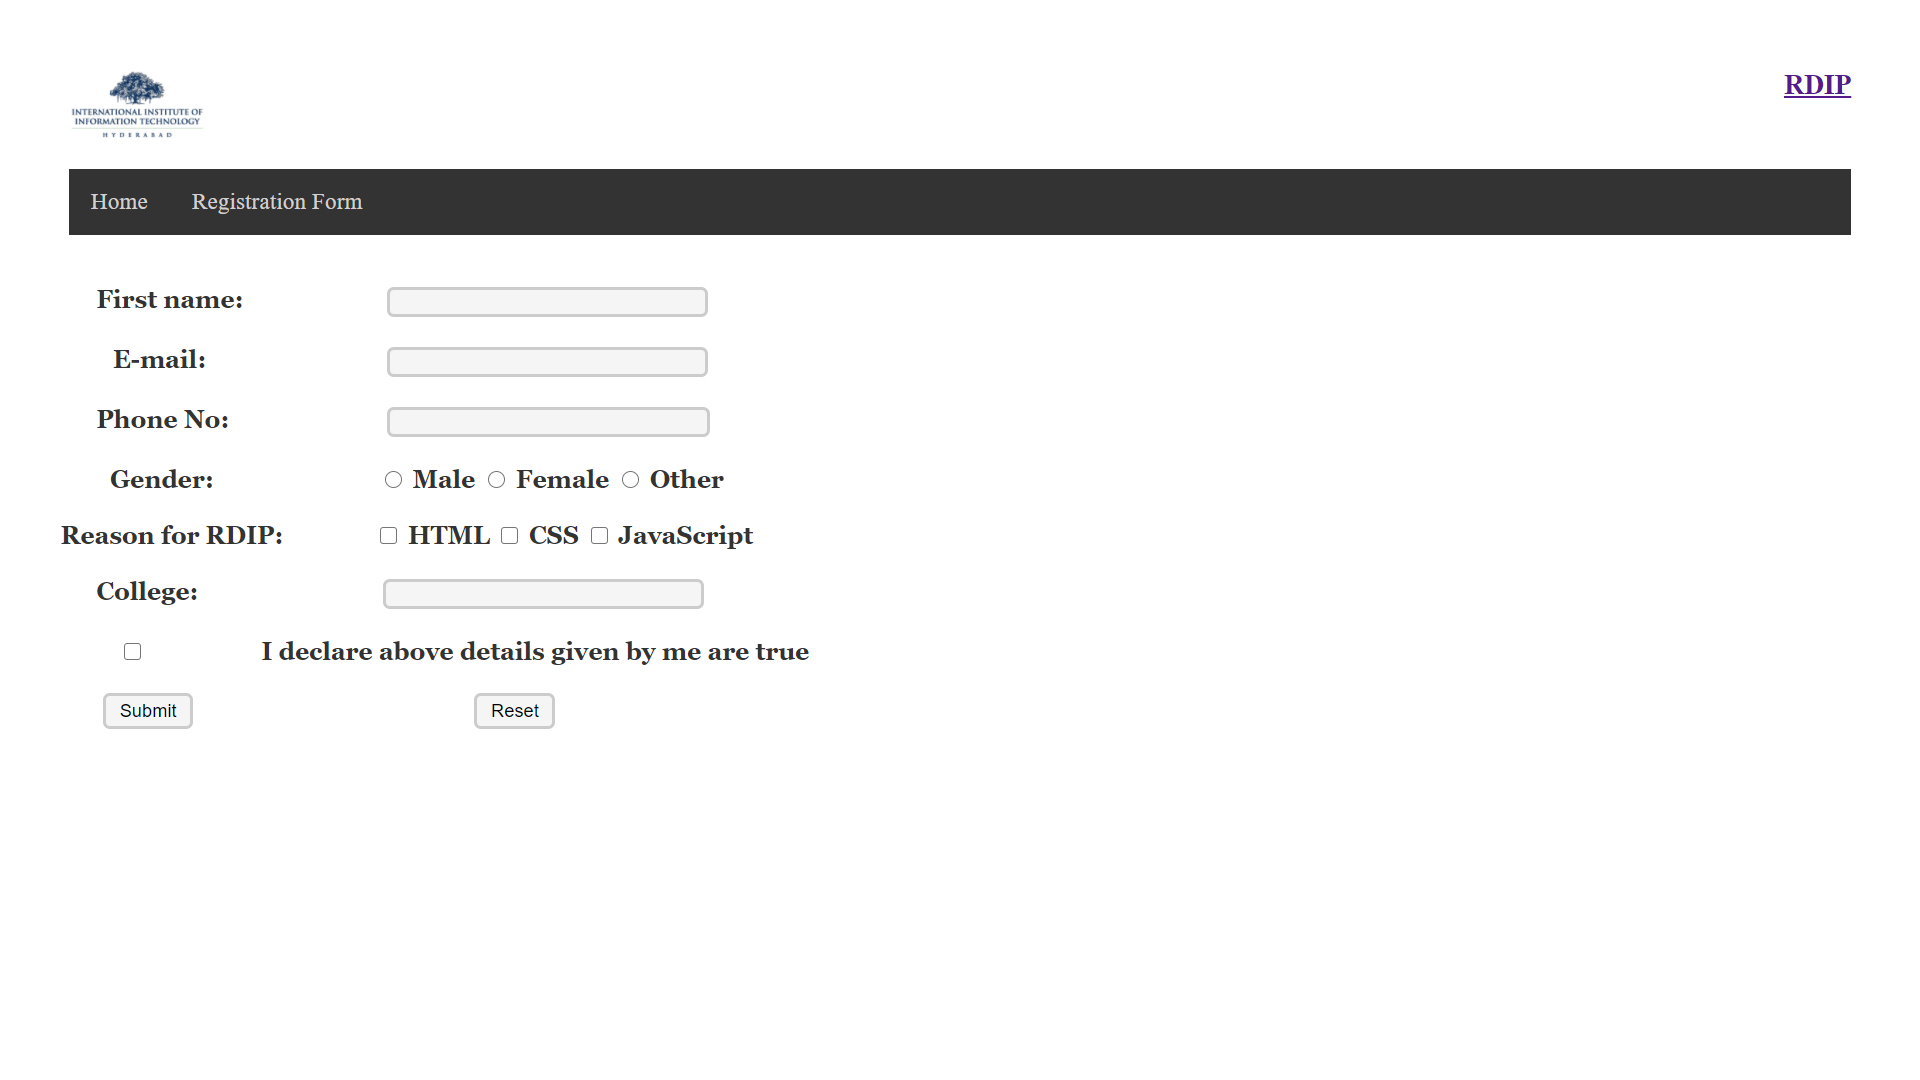 INTERNATIONAL INSTITUTE OF
INFORMATION TECHNOLOGY
HYDERABAD
RDIP
Home Registration Form
First name:
E-mail:
Phone No:
Gender: Male Female Other
Reason for RDIP: HTML CSS JavaScript
College:
I declare above details given by me are true
Submit Reset